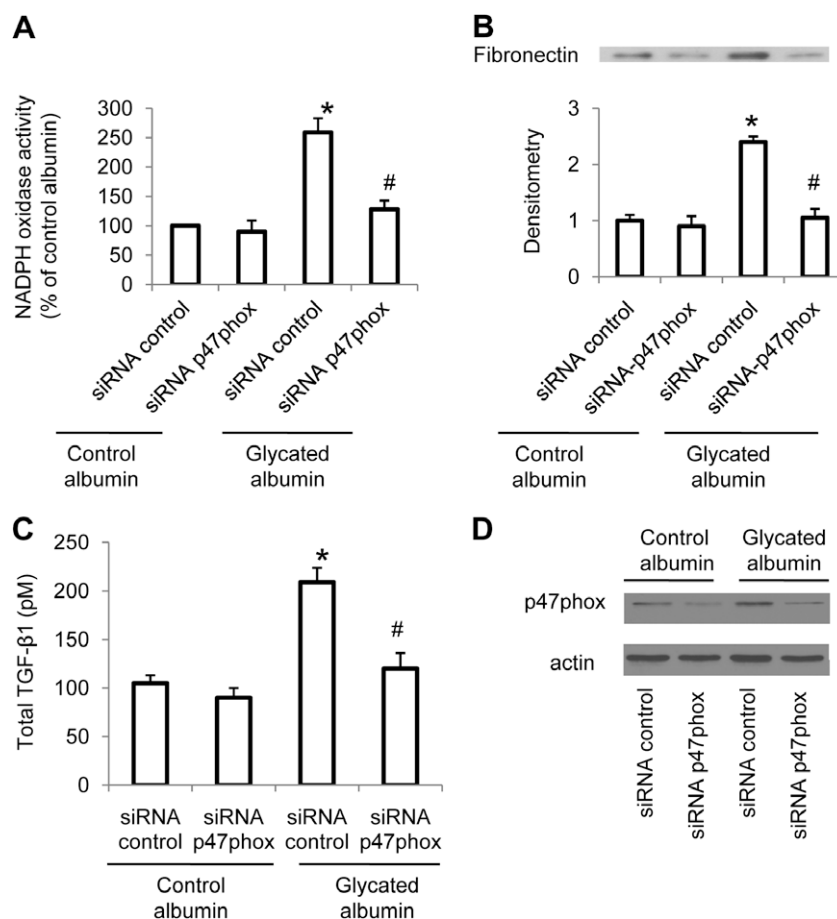 A
NADPH oxidase activity
(% of control albumin)
300
250
200
150
100
50
0
*
#
siRNA control
siRNA p47phox
siRNA control
siRNA p47phox
Control
albumin
Glycated
albumin
B
Fibronectin
Densitometry
3
2
1
0
*
#
siRNA control
siRNA-p47phox
siRNA control
siRNA-p47phox
Control
albumin
Glycated
albumin
C
Total TGF-β1 (pM)
250
200
150
100
50
0
*
#
siRNA
control
siRNA
p47phox
siRNA
control
siRNA
p47phox
Control
albumin
Glycated
albumin
D
Control
albumin
Glycated
albumin
p47phox
actin
siRNA control
siRNA p47phox
siRNA control
siRNA p47phox